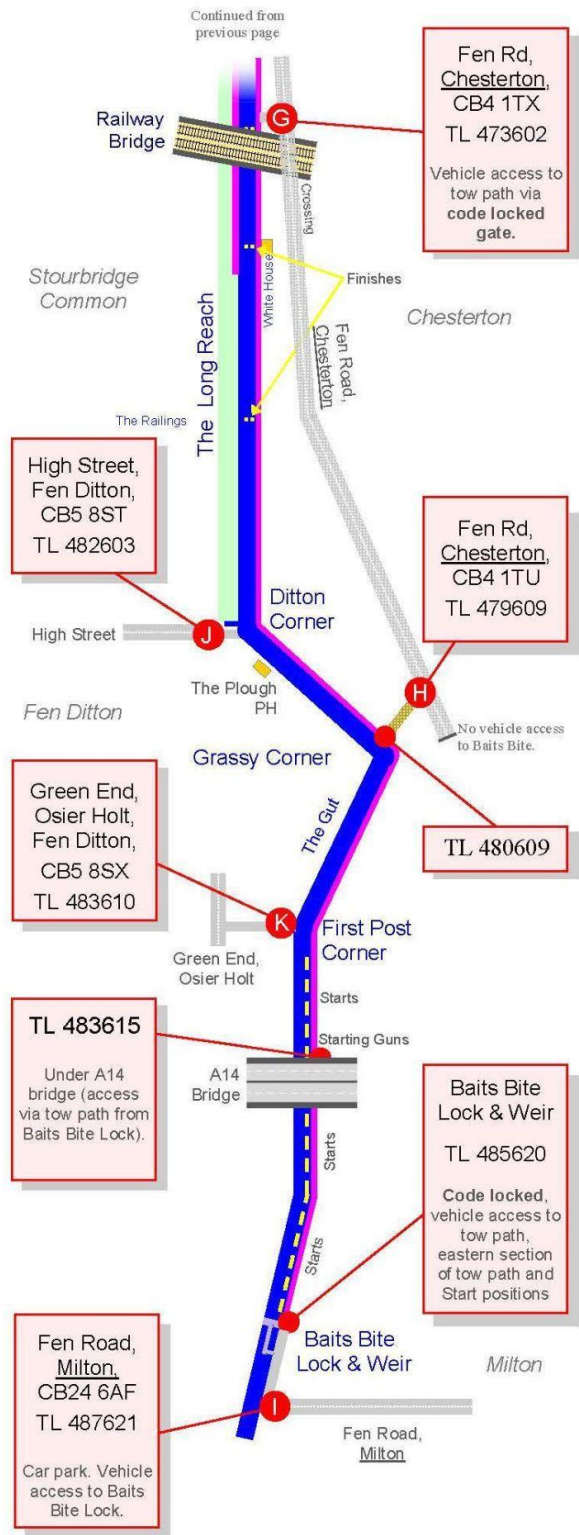 Continued from
previous page
Fen Rd,
Chesterton,
CB4 1TX
TL 473602
Vehicle access to
tow path via
code locked
gate.
G
Railway
Bridge
Crossing
Stourbridge
Common
White House
Finishes
Chesterton
The Long Reach
Fen Road,
Chesterton
The Railings
High Street,
Fen Ditton,
CB5 8ST
TL 482603
Fen Rd,
Chesterton,
CB4 1TU
TL 479609
Ditton
Corner
High Street
J
The Plough
PH
H
Fen Ditton
No vehicle access
to Baits Bite.
Grassy Corner
Green End,
Osier Holt,
Fen Ditton,
CB5 8SX
TL 483610
The Gut
TL 480609
K
First Post
Corner
Green End,
Osier Holt
Starts
TL 483615
Under A14
bridge (access
via tow path from
Baits Bite Lock).
Starting Guns
A14
Bridge
Baits Bite
Lock & Weir
TL 485620
Code locked,
vehicle access to
tow path,
eastern section
of tow path and
Start positions
Starts
Starts
Baits Bite
Lock & Weir
Milton
Fen Road,
Milton,
CB24 6AF
TL 487621
Car park. Vehicle
access to Baits
Bite Lock.
I
Fen Road,
Milton